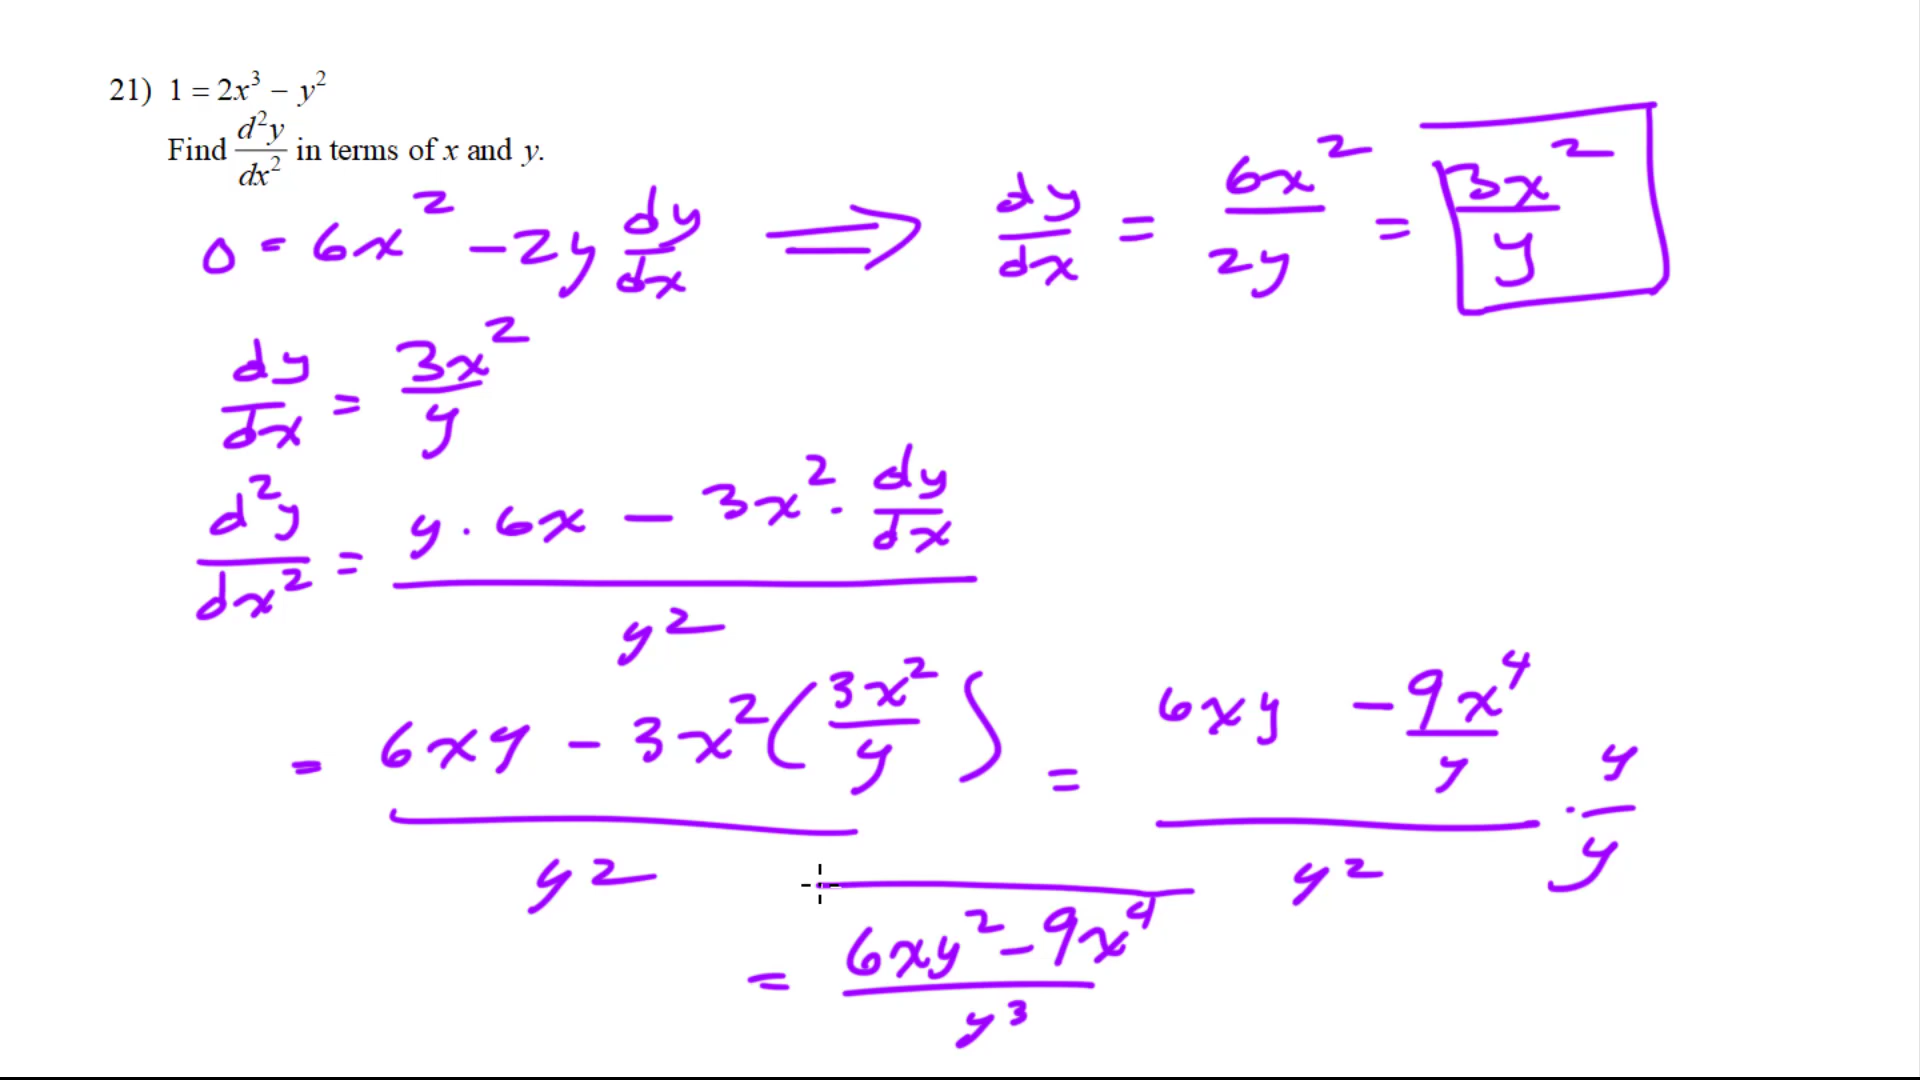 21) 1 = 2x³ − y²
Find d²y/dx² in terms of x and y.
0 = 6x² − 2y dy/dx ⟹ dy/dx = 6x²/2y = 3x²/y
dy/dx = 3x²/y
d²y/dx² = (y · 6x − 3x² · dy/dx)/y²
= (6xy − 3x²(3x²/y))/y² = (6xy − 9x⁴/y)/y² · y/y
= (6xy² − 9x⁴)/y³